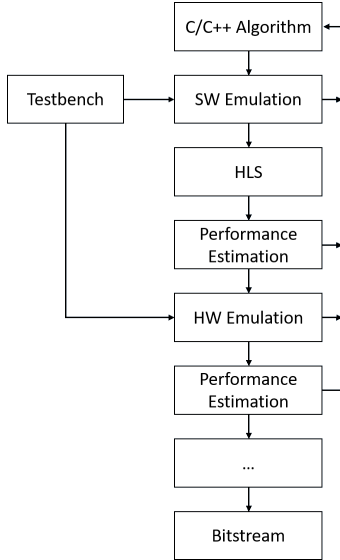 C/C++ Algorithm
Testbench
SW Emulation
HLS
Performance
Estimation
HW Emulation
Performance
Estimation
...
Bitstream